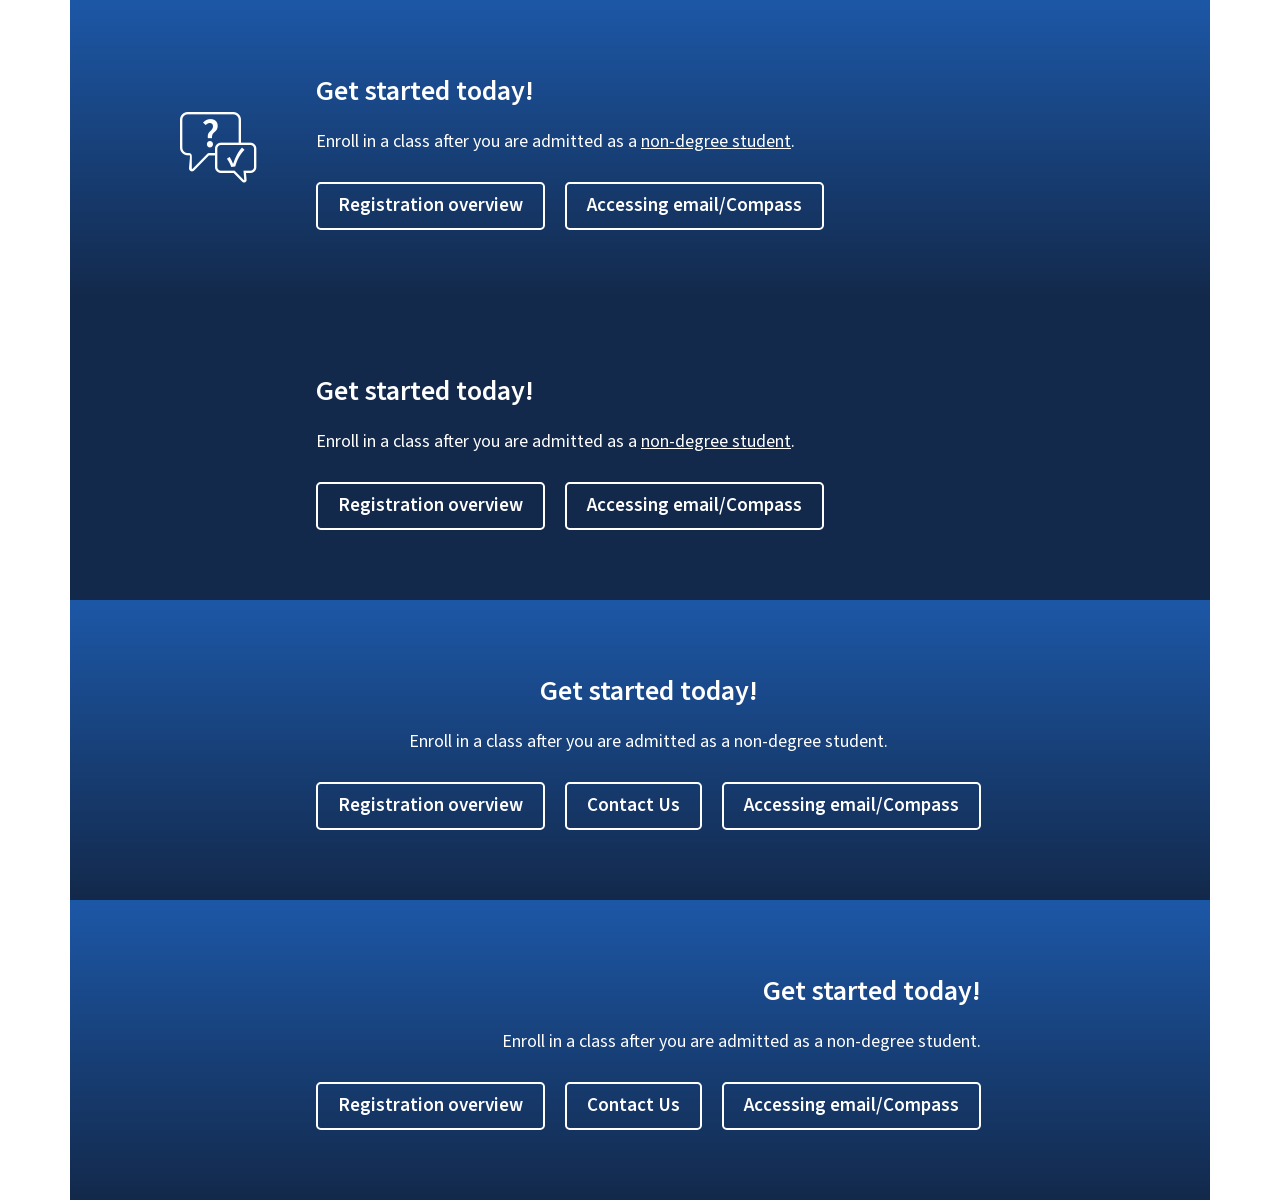 Get started today!
Enroll in a class after you are admitted as a non-degree student.
Registration overview
Accessing email/Compass
Get started today!
Enroll in a class after you are admitted as a non-degree student.
Registration overview
Accessing email/Compass
Get started today!
Enroll in a class after you are admitted as a non-degree student.
Registration overview
Contact Us
Accessing email/Compass
Get started today!
Enroll in a class after you are admitted as a non-degree student.
Registration overview
Contact Us
Accessing email/Compass